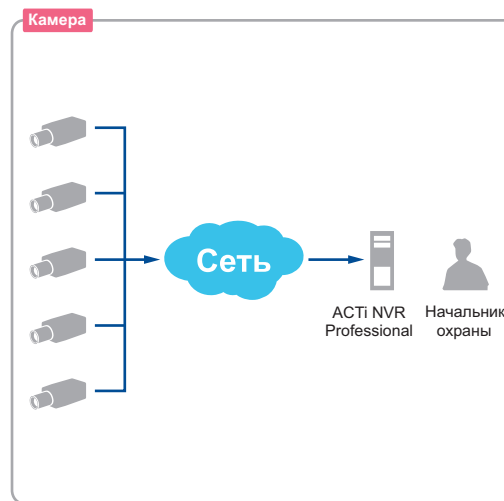 Камера
Сеть
ACTi NVR
Professional
Начальник
охраны